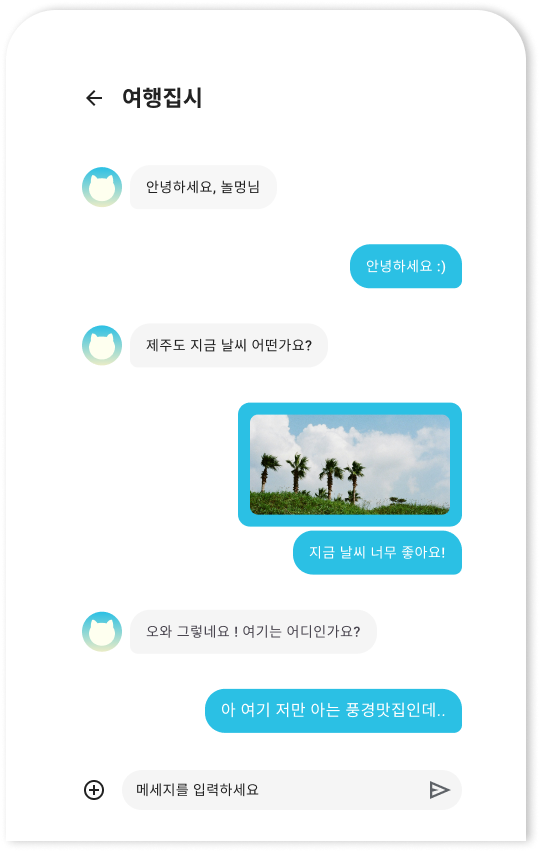 여행집시
안녕하세요, 놀멍님
안녕하세요 :)
제주도 지금 날씨 어떤가요?
지금 날씨 너무 좋아요!
오와 그렇네요 ! 여기는 어디인가요?
아 여기 저만 아는 풍경맛집인데..
메세지를 입력하세요